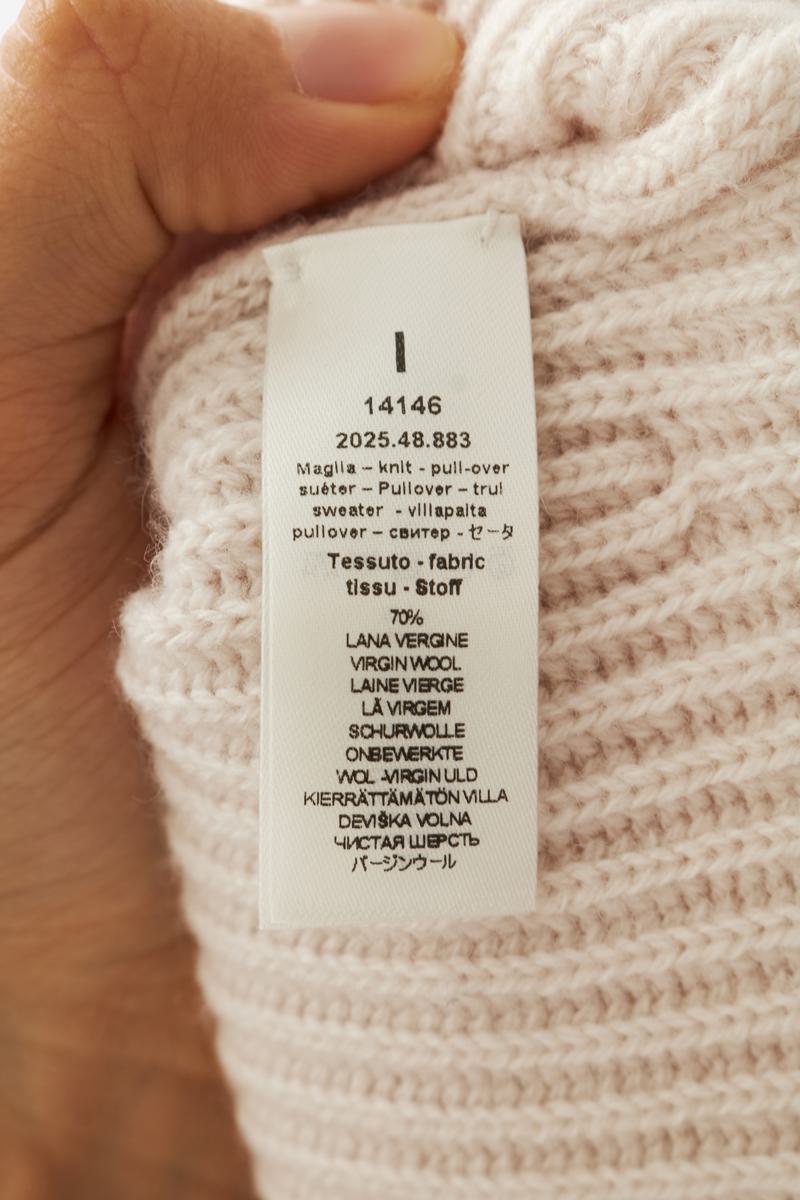 I
14146
2025.48.883
Maglia – knit - pull-over
suéter – Pullover – trui
sweater - villapaita
pullover – свитер - セータ
Tessuto - fabric
tissu - Stoff
70%
LANA VERGINE
VIRGIN WOOL
LAINE VIERGE
LÃ VIRGEM
SCHURWOLLE
ONBEWERKTE
WOL -VIRGIN ULD
KIERRÄTTÄMÄTÖN VILLA
DEVIŠKA VOLNA
ЧИСТАЯ ШЕРСТЬ
バージンウール